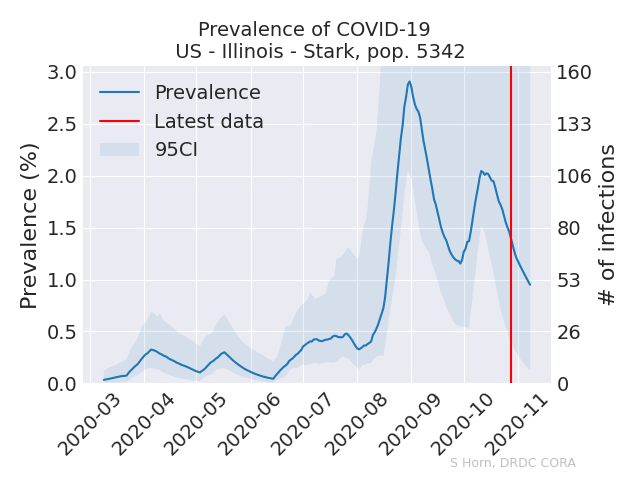 Prevalence of COVID-19
US - Illinois - Stark, pop. 5342
Prevalence
Latest data
95CI
Prevalence (%)
3.0
2.5
2.0
1.5
1.0
0.5
0.0
# of infections
160
133
106
80
53
26
0
2020-03
2020-04
2020-05
2020-06
2020-07
2020-08
2020-09
2020-10
2020-11
S Horn, DRDC CORA